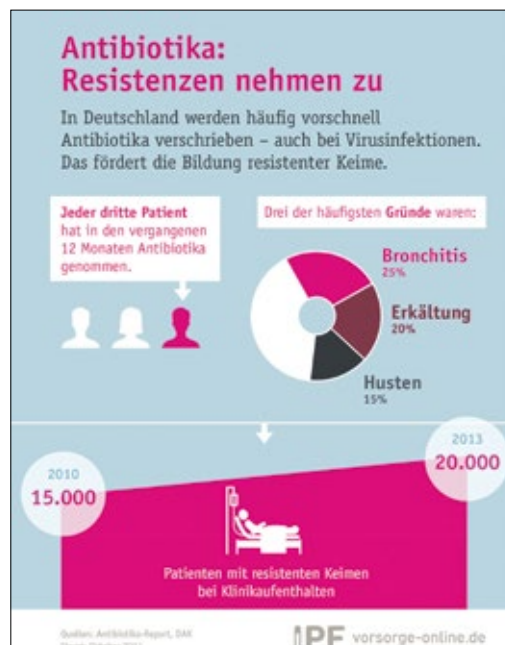 Antibiotika:
Resistenzen nehmen zu
In Deutschland werden häufig vorschnell
Antibiotika verschrieben – auch bei Virusinfektionen.
Das fördert die Bildung resistenter Keime.
Jeder dritte Patient
hat in den vergangenen
12 Monaten Antibiotika
genommen.
Drei der häufigsten Gründe waren:
Bronchitis
25%
Erkältung
20%
Husten
15%
2010
15.000
2013
20.000
Patienten mit resistenten Keimen
bei Klinikaufenthalten
Quellen: Antibiotika-Report, DAK
IPF vorsorge-online.de